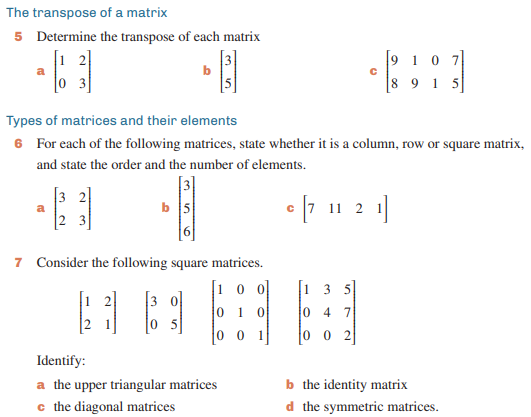 The transpose of a matrix
5 Determine the transpose of each matrix
a [1 2
0 3]
b [3
5]
c [9 1 0 7
8 9 1 5]
Types of matrices and their elements
6 For each of the following matrices, state whether it is a column, row or square matrix,
and state the order and the number of elements.
a [3 2
2 3]
b [3
5
6]
c [7 11 2 1]
7 Consider the following square matrices.
[1 2
2 1]
[3 0
0 5]
[1 0 0
0 1 0
0 0 1]
[1 3 5
0 4 7
0 0 2]
Identify:
a the upper triangular matrices
b the identity matrix
c the diagonal matrices
d the symmetric matrices.